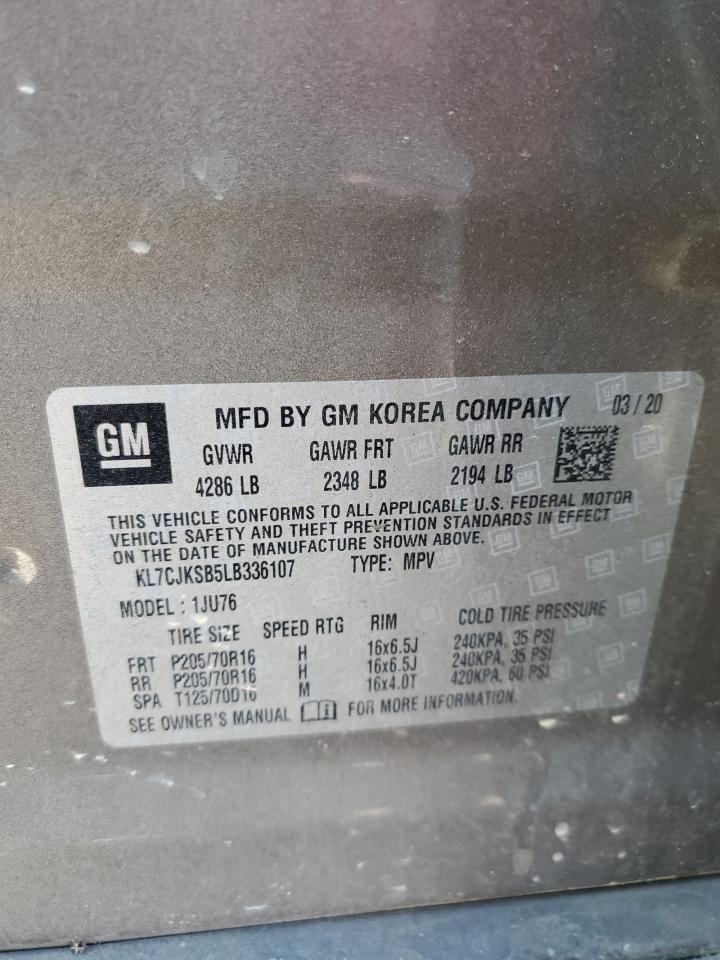 GM
MFD BY GM KOREA COMPANY 03 / 20
GVWR GAWR FRT GAWR RR
4286 LB 2348 LB 2194 LB
THIS VEHICLE CONFORMS TO ALL APPLICABLE U.S. FEDERAL MOTOR
VEHICLE SAFETY AND THEFT PREVENTION STANDARDS IN EFFECT
ON THE DATE OF MANUFACTURE SHOWN ABOVE.
KL7CJKSB5LB336107 TYPE: MPV
MODEL : 1JU76
TIRE SIZE SPEED RTG RIM COLD TIRE PRESSURE
FRT P205/70R16 H 16x6.5J 240KPA, 35 PSI
RR P205/70R16 H 16x6.5J 240KPA, 35 PSI
SPA T125/70D16 M 16x4.0T 420KPA, 60 PSI
SEE OWNER'S MANUAL FOR MORE INFORMATION.